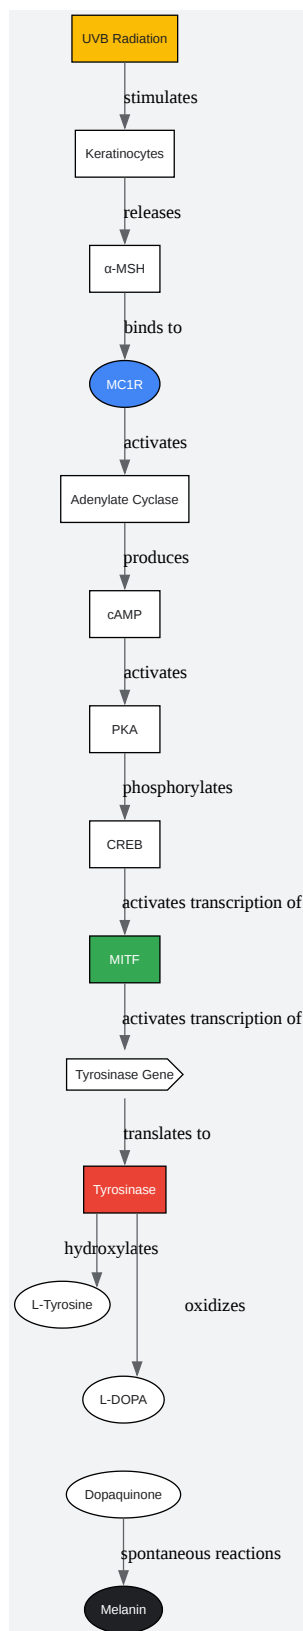 UVB Radiation
stimulates
Keratinocytes
releases
α-MSH
binds to
MC1R
activates
Adenylate Cyclase
produces
cAMP
activates
PKA
phosphorylates
CREB
activates transcription of
MITF
activates transcription of
Tyrosinase Gene
translates to
Tyrosinase
hydroxylates
L-Tyrosine
oxidizes
L-DOPA
Dopaquinone
spontaneous reactions
Melanin